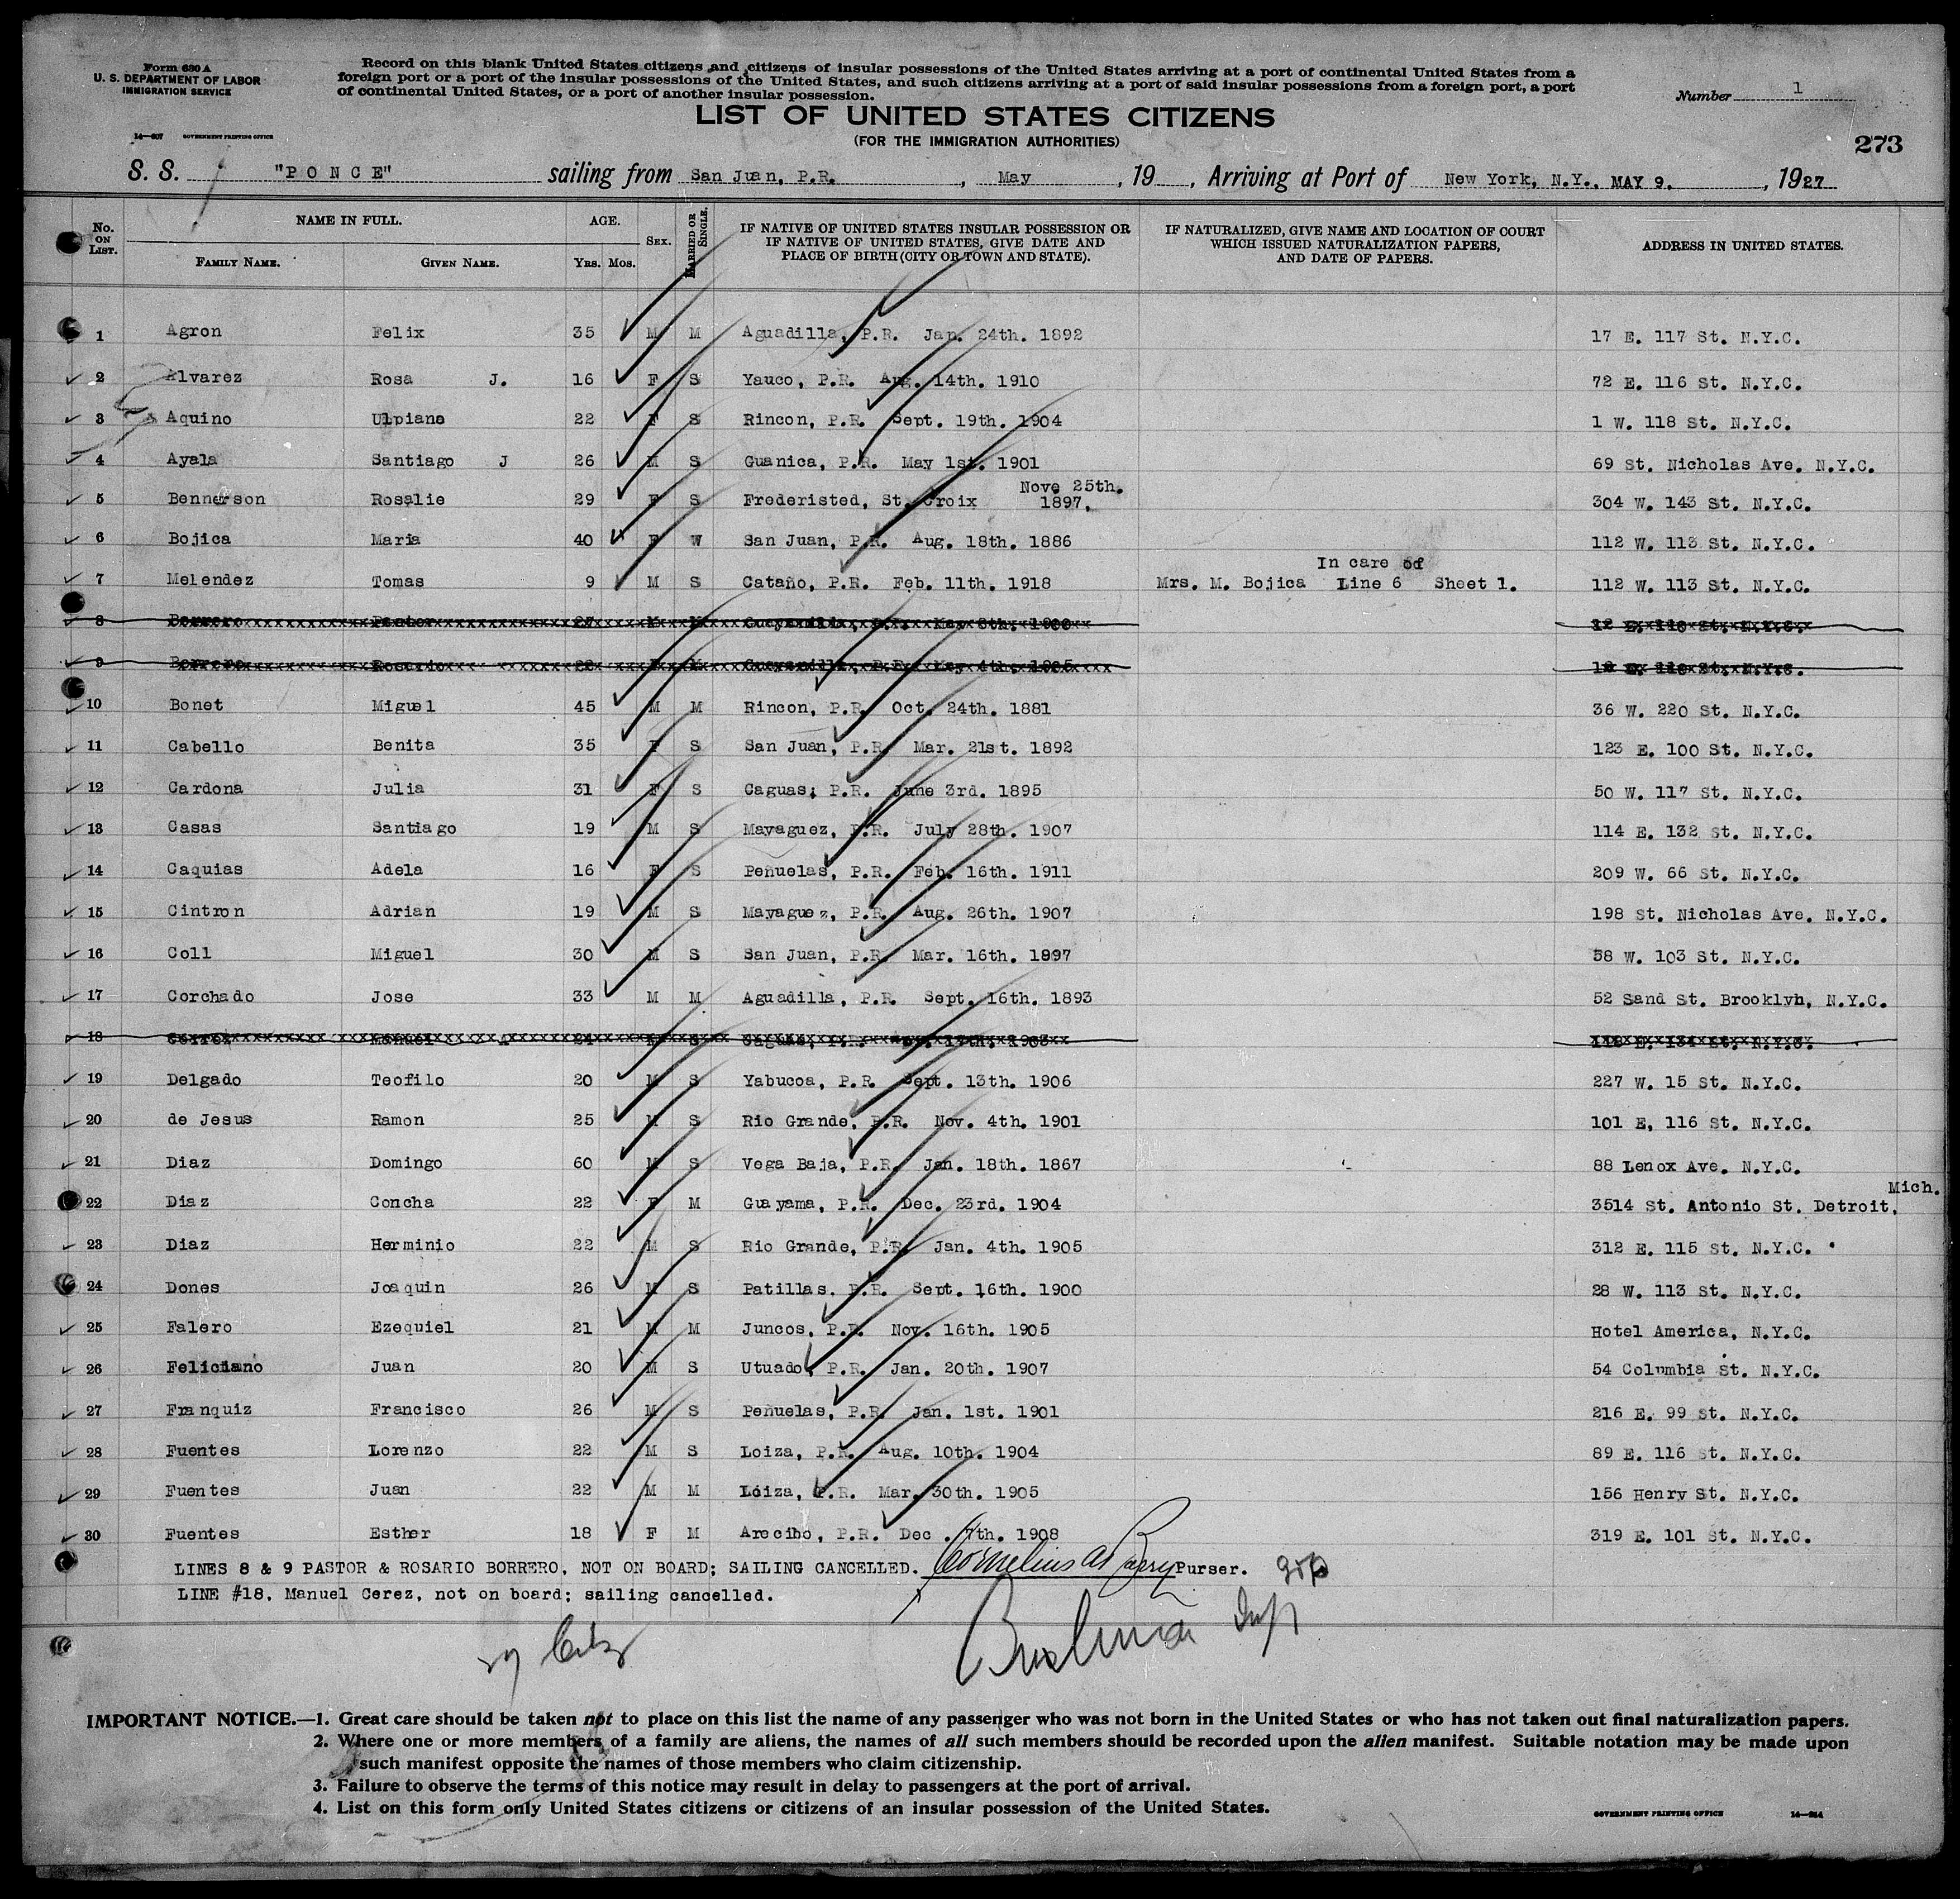 Form 630 A
U. S. DEPARTMENT OF LABOR
IMMIGRATION SERVICE
14—607 GOVERNMENT PRINTING OFFICE
Record on this blank United States citizens and citizens of insular possessions of the United States arriving at a port of continental United States from a
foreign port or a port of the insular possessions of the United States, and such citizens arriving at a port of said insular possessions from a foreign port, a port
of continental United States, or a port of another insular possession.
Number 1
LIST OF UNITED STATES CITIZENS
(FOR THE IMMIGRATION AUTHORITIES)
273
S. S. "PONCE" sailing from San Juan, P.R. , May , 19 , Arriving at Port of New York, N.Y., MAY 9. , 1927
No. ON LIST. NAME IN FULL. FAMILY NAME. GIVEN NAME. AGE. YRS. MOS. SEX. MARRIED OR SINGLE. IF NATIVE OF UNITED STATES INSULAR POSSESSION OR IF NATIVE OF UNITED STATES, GIVE DATE AND PLACE OF BIRTH (CITY OR TOWN AND STATE). IF NATURALIZED, GIVE NAME AND LOCATION OF COURT WHICH ISSUED NATURALIZATION PAPERS, AND DATE OF PAPERS. ADDRESS IN UNITED STATES.
1 Agron Felix 35 M M Aguadilla, P.R. Jan. 24th. 1892 17 E. 117 St. N.Y.C.
2 Alvarez Rosa J. 16 F S Yauco, P.R. Aug. 14th. 1910 72 E. 116 St. N.Y.C.
3 Aquino Ulpiano 22 F S Rincon, P.R. Sept. 19th. 1904 1 W. 118 St. N.Y.C.
4 Ayala Santiago J 26 M S Guanica, P.R. May 1st. 1901 69 St. Nicholas Ave. N.Y.C.
5 Bennerson Rosalie 29 F S Frederisted, St. Croix Nove 25th. 1897. 304 W. 143 St. N.Y.C.
6 Bojica Maria 40 F W San Juan, P.R. Aug. 18th. 1886 112 W. 113 St. N.Y.C.
7 Melendez Tomas 9 M S Cataño, P.R. Feb. 11th. 1918 In care of Mrs. M. Bojica Line 6 Sheet 1. 112 W. 113 St. N.Y.C.
8 Borrero Pastor 27
9 Borrero Rosario
10 Bonet Miguel 45 M M Rincon, P.R. Oct. 24th. 1881 36 W. 220 St. N.Y.C.
11 Cabello Benita 35 F S San Juan, P.R. Mar. 21st. 1892 123 E. 100 St. N.Y.C.
12 Cardona Julia 31 F S Caguas, P.R. June 3rd. 1895 50 W. 117 St. N.Y.C.
13 Casas Santiago 19 M S Mayaguez, P.R. July 28th. 1907 114 E. 132 St. N.Y.C.
14 Caquias Adela 16 F S Peñuelas, P.R. Feb. 16th. 1911 209 W. 66 St. N.Y.C.
15 Cintron Adrian 19 M S Mayaguez, P.R. Aug. 26th. 1907 198 St. Nicholas Ave. N.Y.C.
16 Coll Miguel 30 M S San Juan, P.R. Mar. 16th. 1897 58 W. 103 St. N.Y.C.
17 Corchado Jose 33 M M Aguadilla, P.R. Sept. 16th. 1893 52 Sand St. Brooklyn, N.Y.C.
18 Manuel
19 Delgado Teofilo 20 M S Yabucoa, P.R. Sept. 13th. 1906 227 W. 15 St. N.Y.C.
20 de Jesus Ramon 25 M S Rio Grande, P.R. Nov. 4th. 1901 101 E, 116 St. N.Y.C.
21 Diaz Domingo 60 M S Vega Baja, P.R. Jan. 18th. 1867 88 Lenox Ave. N.Y.C.
22 Diaz Concha 22 F M Guayama, P.R. Dec. 23rd. 1904 3514 St. Antonio St. Detroit, Mich.
23 Diaz Herminio 22 M S Rio Grande, P.R. Jan. 4th. 1905 312 E. 115 St. N.Y.C.
24 Dones Joaquin 26 M S Patillas. P.R. Sept. 16th. 1900 28 W. 113 St. N.Y.C.
25 Falero Ezequiel 21 M M Juncos, P.R. Nov. 16th. 1905 Hotel America, N.Y.C.
26 Feliciano Juan 20 M S Utuado, P.R. Jan. 20th. 1907 54 Columbia St. N.Y.C.
27 Franquiz Francisco 26 M S Peñuelas, P.R. Jan. 1st. 1901 216 E. 99 St. N.Y.C.
28 Fuentes Lorenzo 22 M S Loiza, P.R. Aug. 10th. 1904 89 E. 116 St. N.Y.C.
29 Fuentes Juan 22 M M Loiza, P.R. Mar. 30th. 1905 156 Henry St. N.Y.C.
30 Fuentes Esther 18 F M Arecibo, P.R. Dec . 7th. 1908 319 E. 101 St. N.Y.C.
LINES 8 & 9 PASTOR & ROSARIO BORRERO, NOT ON BOARD; SAILING CANCELLED. Cornelius A Barry Purser.
LINE #18, Manuel Cerez, not on board; sailing cancelled.
27 Citz
Insp
IMPORTANT NOTICE.—1. Great care should be taken not to place on this list the name of any passenger who was not born in the United States or who has not taken out final naturalization papers.
2. Where one or more members of a family are aliens, the names of all such members should be recorded upon the alien manifest. Suitable notation may be made upon
such manifest opposite the names of those members who claim citizenship.
3. Failure to observe the terms of this notice may result in delay to passengers at the port of arrival.
4. List on this form only United States citizens or citizens of an insular possession of the United States.
GOVERNMENT PRINTING OFFICE